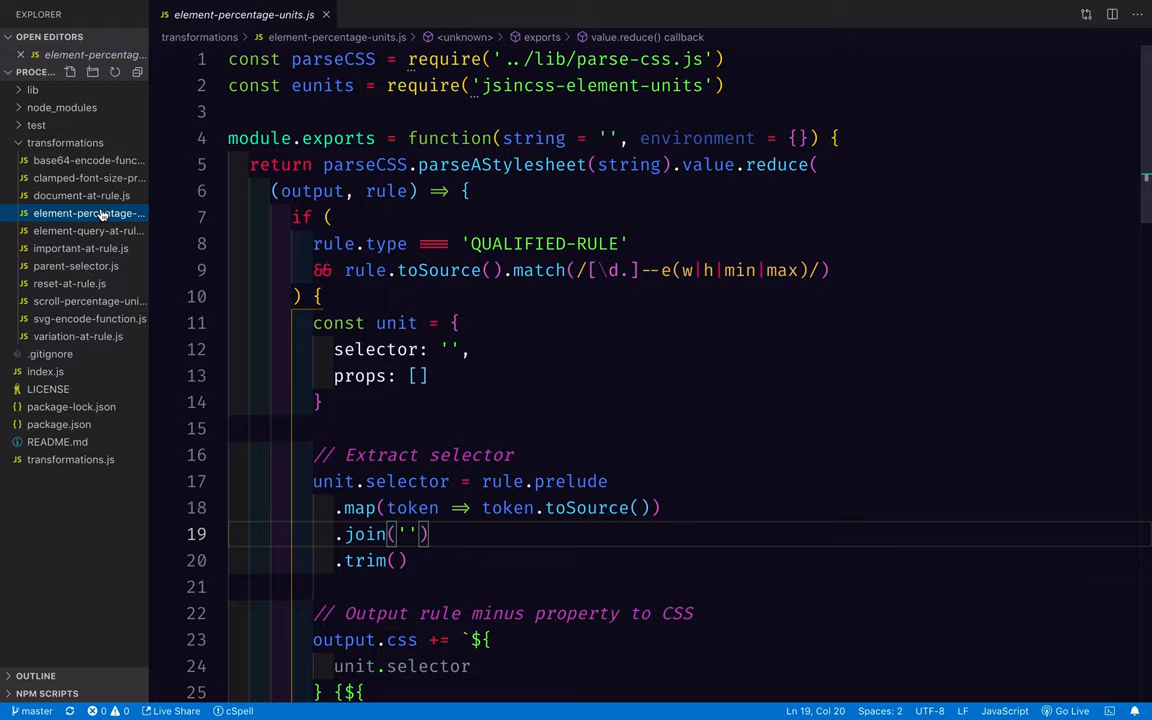 EXPLORER
element-percentage-units.js
OPEN EDITORS
element-percentag...
transformations > element-percentage-units.js > <unknown> > exports > value.reduce() callback
PROCE...
lib
node_modules
test
transformations
base64-encode-func...
clamped-font-size-pr...
document-at-rule.js
element-percentage-...
element-query-at-rul...
important-at-rule.js
parent-selector.js
reset-at-rule.js
scroll-percentage-uni...
svg-encode-function.js
variation-at-rule.js
.gitignore
index.js
LICENSE
package-lock.json
package.json
README.md
transformations.js
OUTLINE
NPM SCRIPTS
1 const parseCSS = require('../lib/parse-css.js')
2 const eunits = require('jsincss-element-units')
3
4 module.exports = function(string = '', environment = {}) {
5 return parseCSS.parseAStylesheet(string).value.reduce(
6 (output, rule) => {
7 if (
8 rule.type === 'QUALIFIED-RULE'
9 && rule.toSource().match(/[\d.]--e(w|h|min|max)/)
10 ) {
11 const unit = {
12 selector: '',
13 props: []
14 }
15
16 // Extract selector
17 unit.selector = rule.prelude
18 .map(token => token.toSource())
19 .join('')
20 .trim()
21
22 // Output rule minus property to CSS
23 output.css += `${
24 unit.selector
25 } {${
master 0 0 Live Share cSpell Ln 19, Col 20 Spaces: 2 UTF-8 LF JavaScript Go Live